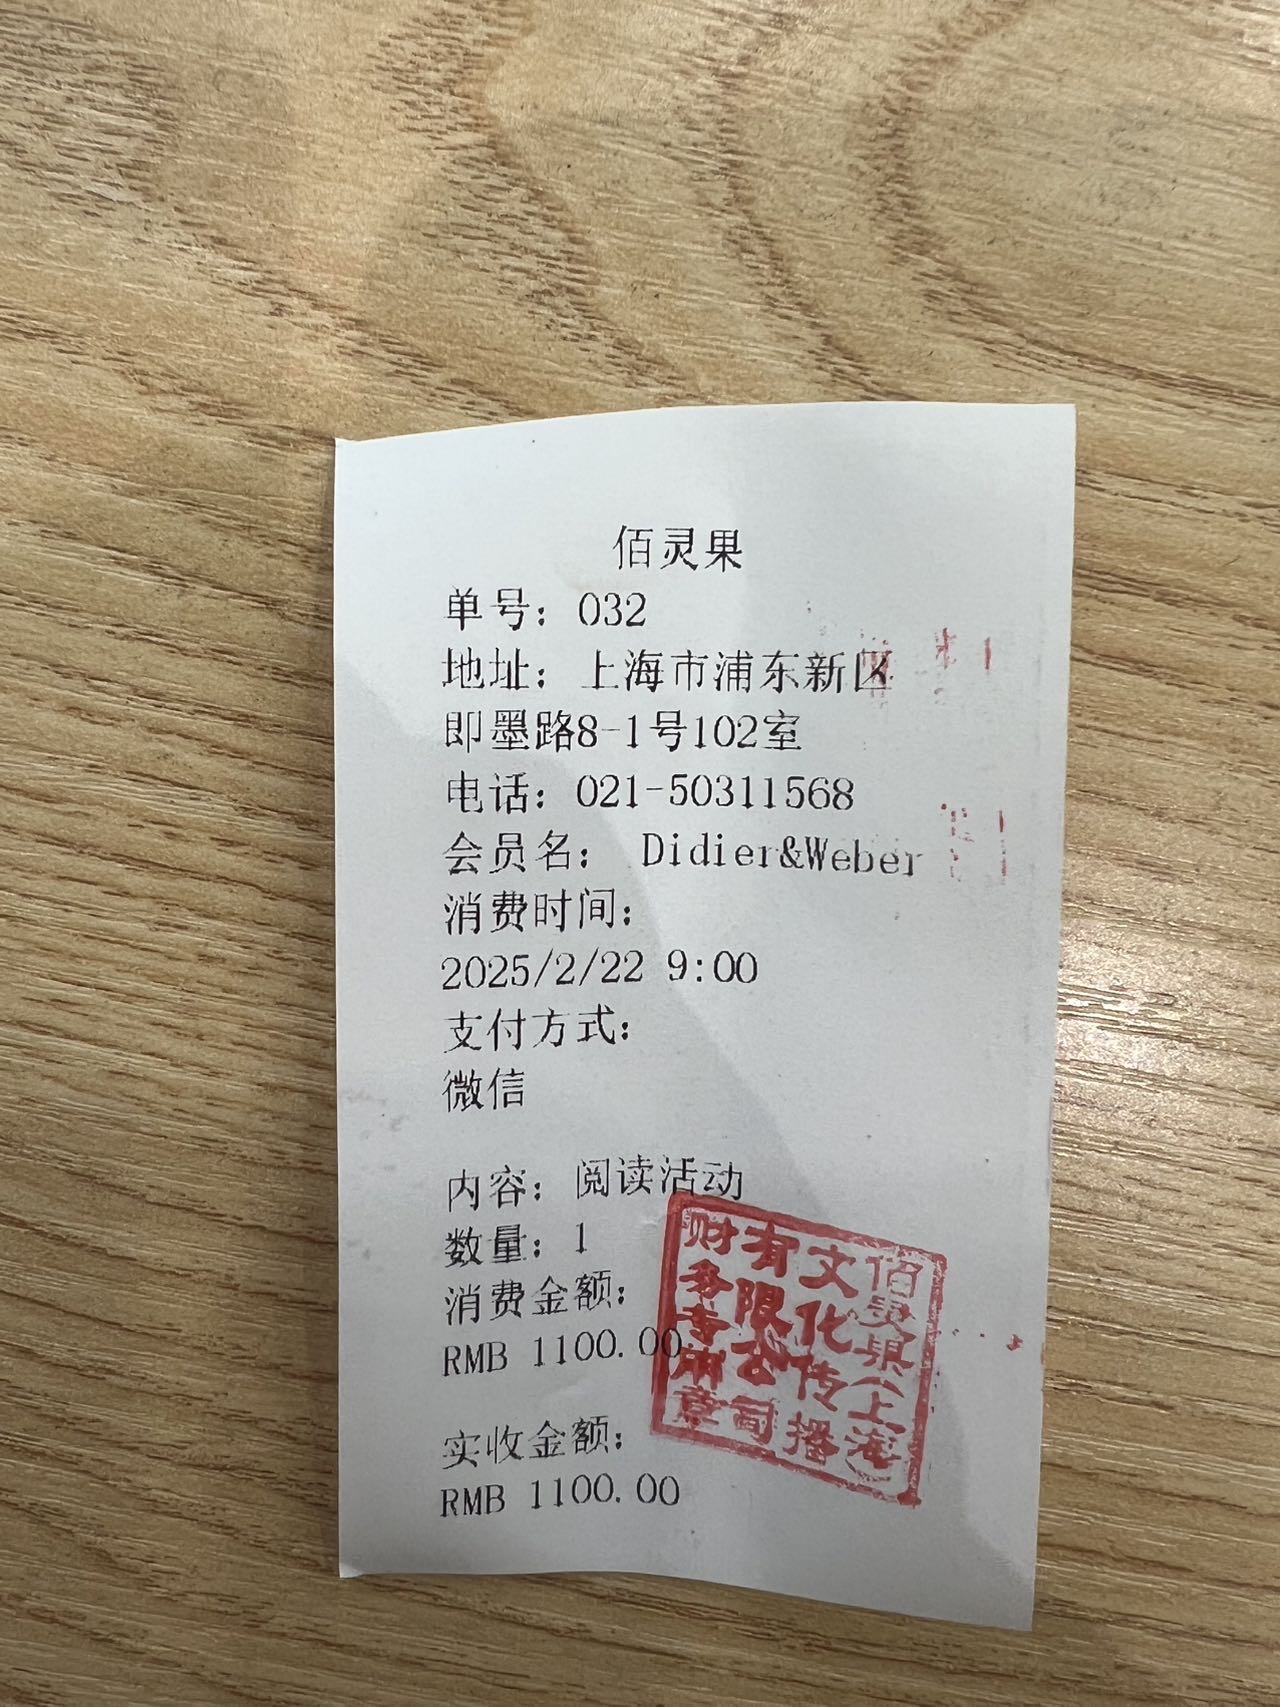 佰灵果
单号：032
地址：上海市浦东新区
即墨路8-1号102室
电话：021-50311568
会员名： Didier&Weber
消费时间：
2025/2/22 9:00
支付方式：
微信
内容：阅读活动
数量：1
消费金额：
RMB 1100.00
实收金额：
RMB 1100.00
佰灵果(上海)
文化传播
有限公司
财务专用章